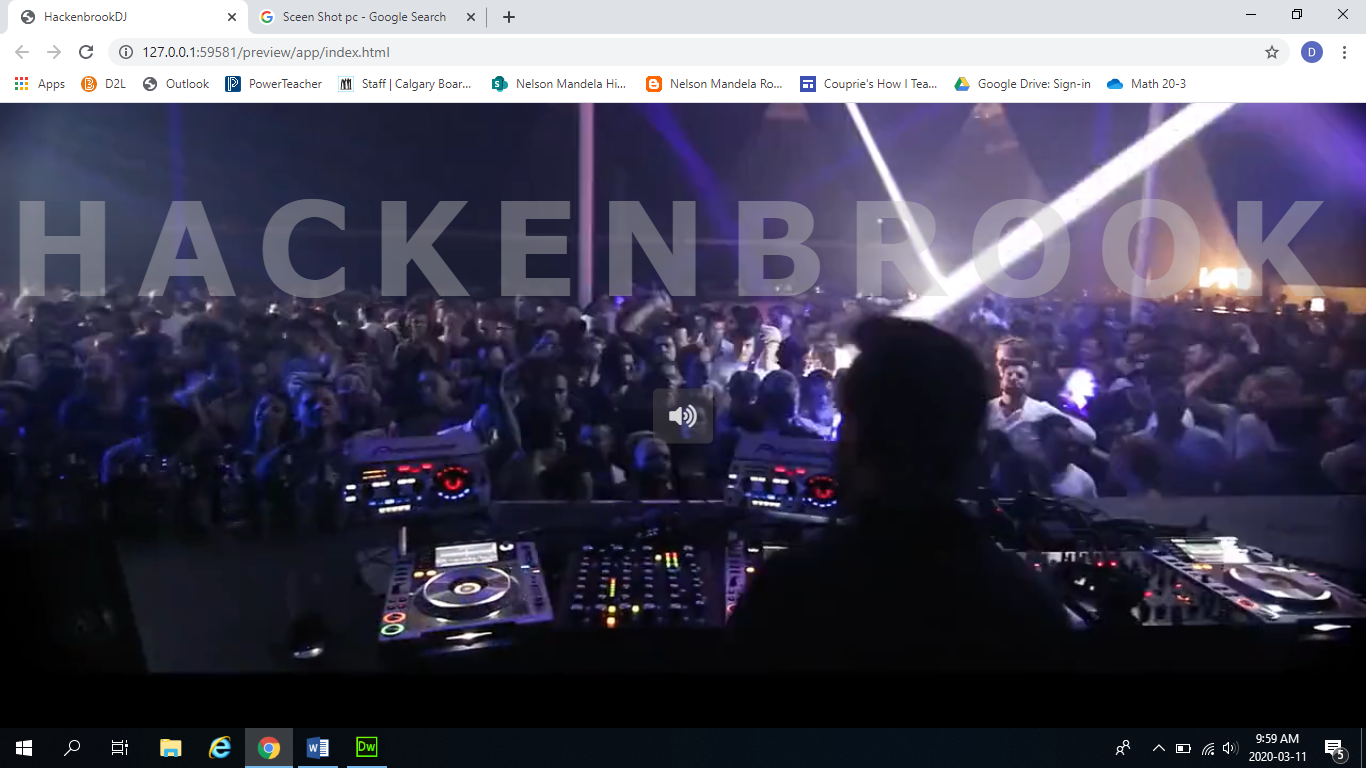 HackenbrookDJ
Sceen Shot pc - Google Search
127.0.0.1:59581/preview/app/index.html
D
Apps
D2L
Outlook
PowerTeacher
Staff | Calgary Boar...
Nelson Mandela Hi...
Nelson Mandela Ro...
Couprie's How I Tea...
Google Drive: Sign-in
Math 20-3
HACKENBROOK
Dw
9:59 AM
2020-03-11
5